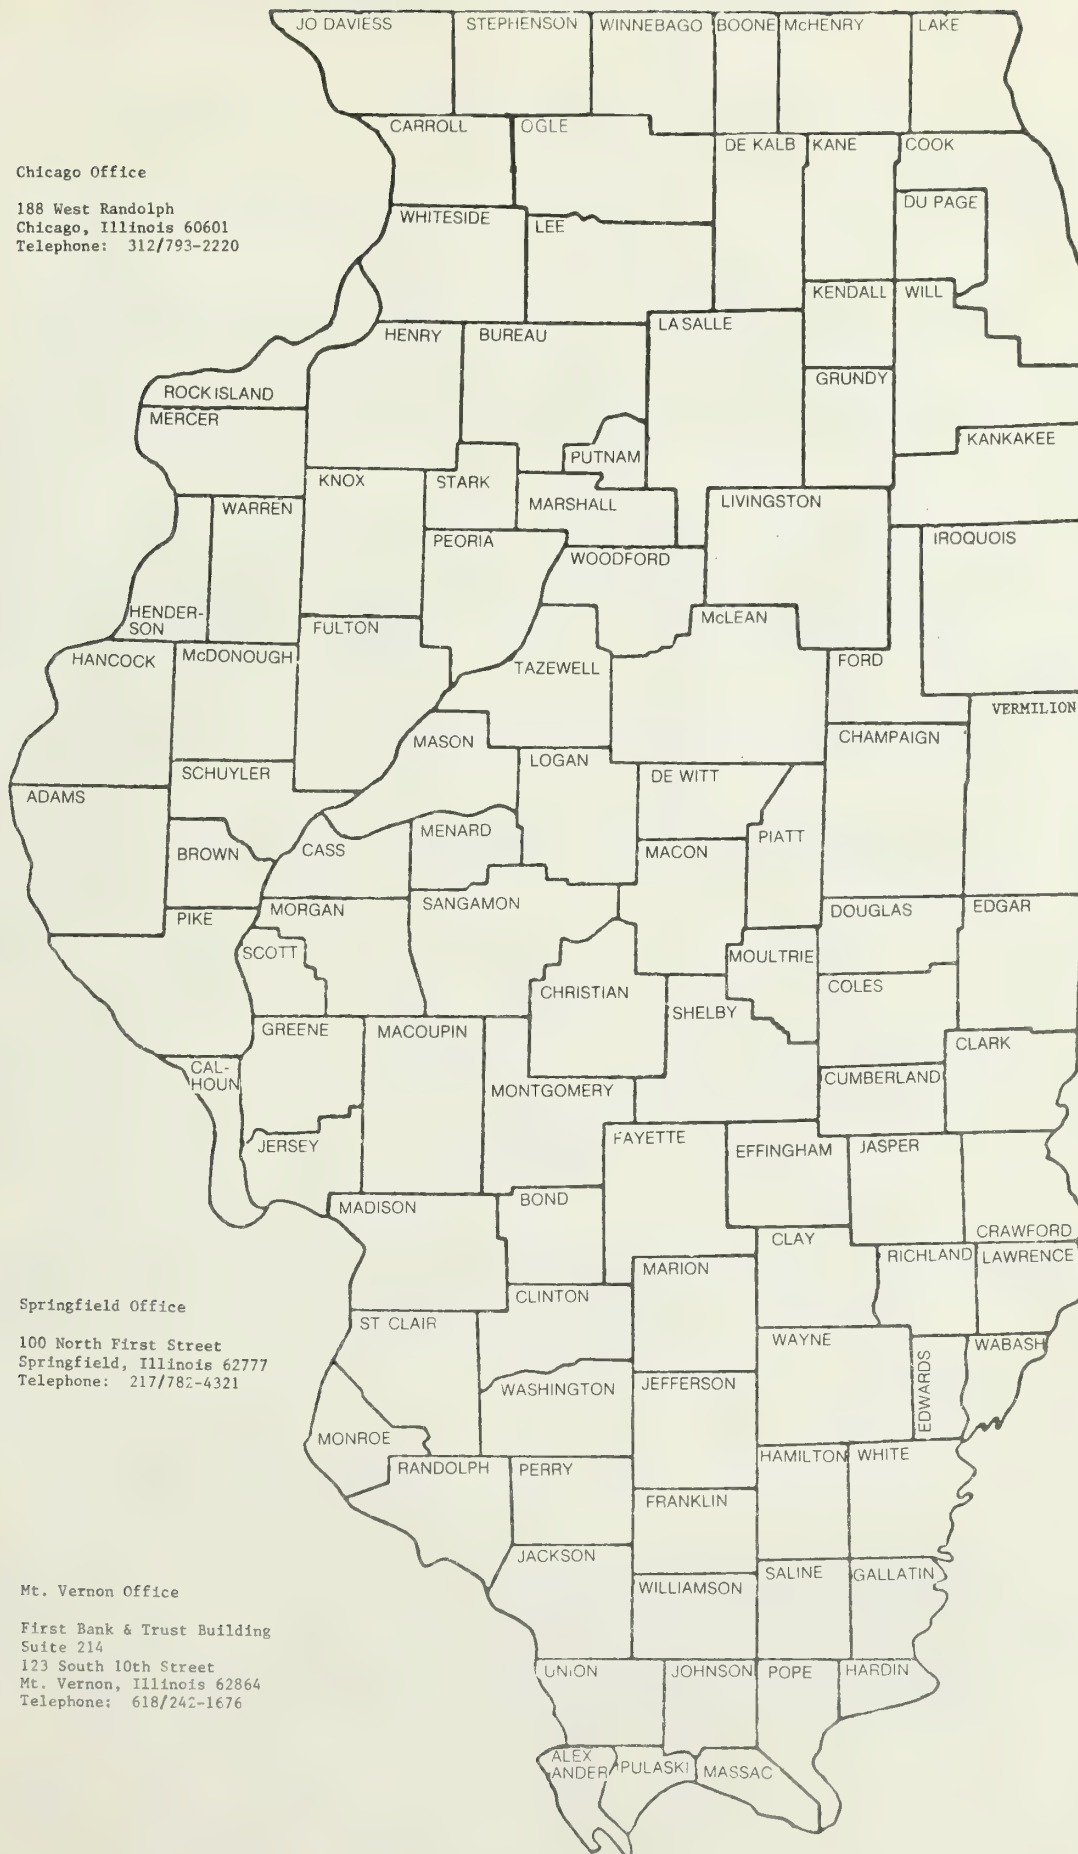 JO DAVIESS
STEPHENSON
WINNEBAGO
BOONE
McHENRY
LAKE
CARROLL
OGLE
DE KALB
KANE
COOK
Chicago Office
188 West Randolph
Chicago, Illinois 60601
Telephone: 312/793-2220
DU PAGE
WHITESIDE
LEE
KENDALL
WILL
LA SALLE
HENRY
BUREAU
GRUNDY
ROCK ISLAND
MERCER
KANKAKEE
PUTNAM
KNOX
STARK
MARSHALL
LIVINGSTON
WARREN
PEORIA
IROQUOIS
WOODFORD
HENDER-
SON
FULTON
McLEAN
HANCOCK
McDONOUGH
TAZEWELL
FORD
VERMILION
MASON
CHAMPAIGN
LOGAN
SCHUYLER
DE WITT
ADAMS
MENARD
PIATT
BROWN
CASS
MACON
PIKE
MORGAN
SANGAMON
DOUGLAS
EDGAR
SCOTT
MOULTRIE
CHRISTIAN
COLES
SHELBY
GREENE
MACOUPIN
CLARK
CAL-
HOUN
MONTGOMERY
CUMBERLAND
JERSEY
FAYETTE
EFFINGHAM
JASPER
MADISON
BOND
CRAWFORD
CLAY
RICHLAND
LAWRENCE
MARION
CLINTON
Springfield Office
100 North First Street
Springfield, Illinois 62777
Telephone: 217/782-4321
ST CLAIR
WAYNE
WABASH
EDWARDS
WASHINGTON
JEFFERSON
MONROE
RANDOLPH
PERRY
HAMILTON
WHITE
FRANKLIN
JACKSON
WILLIAMSON
SALINE
GALLATIN
Mt. Vernon Office
First Bank & Trust Building
Suite 214
123 South 10th Street
Mt. Vernon, Illinois 62864
Telephone: 618/242-1676
UNION
JOHNSON
POPE
HARDIN
ALEX
ANDER
PULASKI
MASSAC